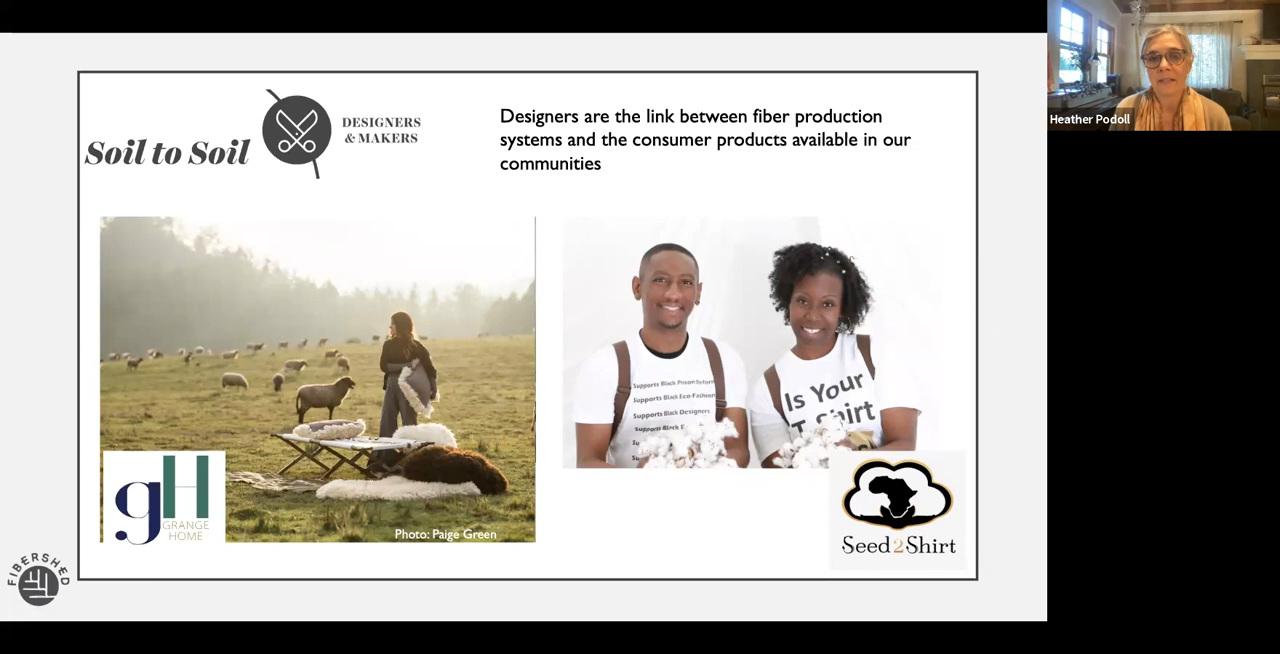 Soil to Soil
DESIGNERS
& MAKERS
Designers are the link between fiber production
systems and the consumer products available in our
communities
Supports Black Prison Reform
Supports Black Eco-Fashion
Supports Black Designers
Supports Black
Is Your
T-Shirt
gH
GRANGE
HOME
Photo: Paige Green
Seed2Shirt
FIBERSHED
Heather Podoll